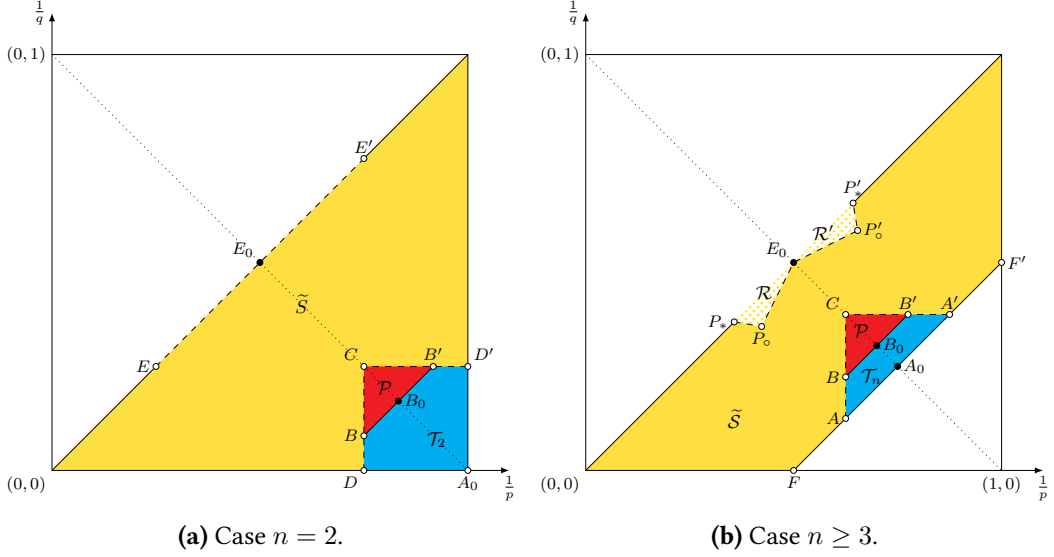 1/q
(0, 1)
E′
E₀
S̃
E
C
B′
D′
𝒫
B₀
B
𝒯₂
(0, 0)
D
A₀
1/p
(a) Case n = 2.
1/q
(0, 1)
P′*
ℛ′
P′∘
E₀
F′
ℛ
P*
P∘
C
B′
A′
𝒫
B₀
B
𝒯ₙ
A₀
A
𝒮̃
(0, 0)
F
(1, 0)
1/p
(b) Case n ≥ 3.